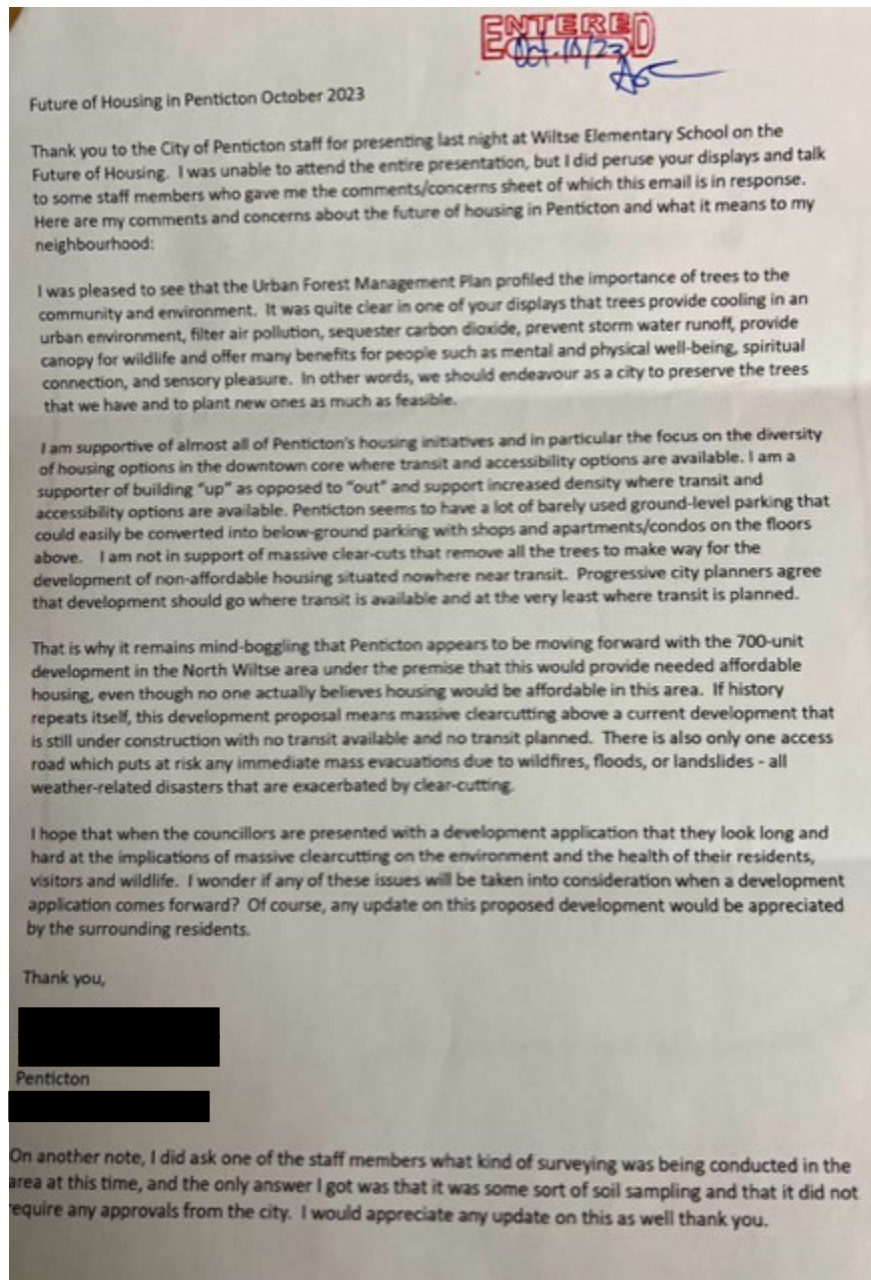 ENTERED
Oct. 10/23
Future of Housing in Penticton October 2023
Thank you to the City of Penticton staff for presenting last night at Wiltse Elementary School on the
Future of Housing. I was unable to attend the entire presentation, but I did peruse your displays and talk
to some staff members who gave me the comments/concerns sheet of which this email is in response.
Here are my comments and concerns about the future of housing in Penticton and what it means to my
neighbourhood:
I was pleased to see that the Urban Forest Management Plan profiled the importance of trees to the
community and environment. It was quite clear in one of your displays that trees provide cooling in an
urban environment, filter air pollution, sequester carbon dioxide, prevent storm water runoff, provide
canopy for wildlife and offer many benefits for people such as mental and physical well-being, spiritual
connection, and sensory pleasure. In other words, we should endeavour as a city to preserve the trees
that we have and to plant new ones as much as feasible.
I am supportive of almost all of Penticton's housing initiatives and in particular the focus on the diversity
of housing options in the downtown core where transit and accessibility options are available. I am a
supporter of building "up" as opposed to "out" and support increased density where transit and
accessibility options are available. Penticton seems to have a lot of barely used ground-level parking that
could easily be converted into below-ground parking with shops and apartments/condos on the floors
above. I am not in support of massive clear-cuts that remove all the trees to make way for the
development of non-affordable housing situated nowhere near transit. Progressive city planners agree
that development should go where transit is available and at the very least where transit is planned.
That is why it remains mind-boggling that Penticton appears to be moving forward with the 700-unit
development in the North Wiltse area under the premise that this would provide needed affordable
housing, even though no one actually believes housing would be affordable in this area. If history
repeats itself, this development proposal means massive clearcutting above a current development that
is still under construction with no transit available and no transit planned. There is also only one access
road which puts at risk any immediate mass evacuations due to wildfires, floods, or landslides - all
weather-related disasters that are exacerbated by clear-cutting.
I hope that when the councillors are presented with a development application that they look long and
hard at the implications of massive clearcutting on the environment and the health of their residents,
visitors and wildlife. I wonder if any of these issues will be taken into consideration when a development
application comes forward? Of course, any update on this proposed development would be appreciated
by the surrounding residents.
Thank you,
Penticton
On another note, I did ask one of the staff members what kind of surveying was being conducted in the
area at this time, and the only answer I got was that it was some sort of soil sampling and that it did not
require any approvals from the city. I would appreciate any update on this as well thank you.